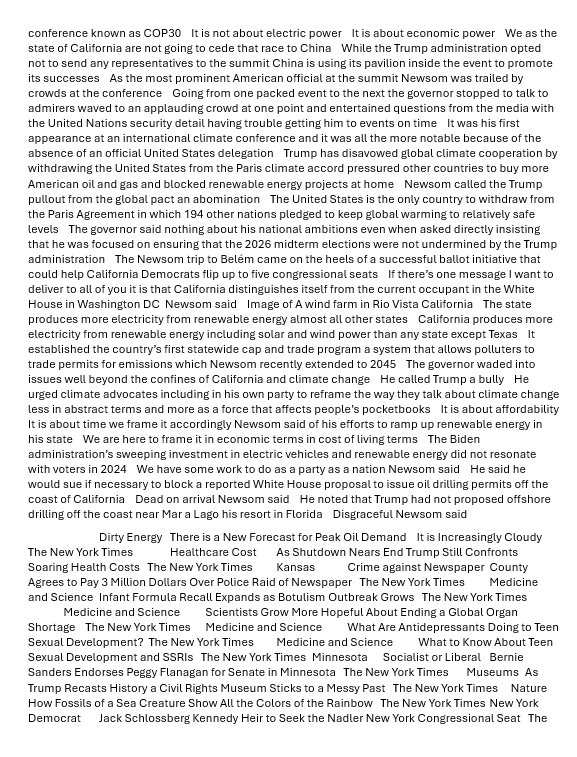 conference known as COP30   It is not about electric power   It is about economic power   We as the
state of California are not going to cede that race to China   While the Trump administration opted
not to send any representatives to the summit China is using its pavilion inside the event to promote
its successes   As the most prominent American official at the summit Newsom was trailed by
crowds at the conference   Going from one packed event to the next the governor stopped to talk to
admirers waved to an applauding crowd at one point and entertained questions from the media with
the United Nations security detail having trouble getting him to events on time   It was his first
appearance at an international climate conference and it was all the more notable because of the
absence of an official United States delegation   Trump has disavowed global climate cooperation by
withdrawing the United States from the Paris climate accord pressured other countries to buy more
American oil and gas and blocked renewable energy projects at home   Newsom called the Trump
pullout from the global pact an abomination   The United States is the only country to withdraw from
the Paris Agreement in which 194 other nations pledged to keep global warming to relatively safe
levels   The governor said nothing about his national ambitions even when asked directly insisting
that he was focused on ensuring that the 2026 midterm elections were not undermined by the Trump
administration   The Newsom trip to Belém came on the heels of a successful ballot initiative that
could help California Democrats flip up to five congressional seats   If there's one message I want to
deliver to all of you it is that California distinguishes itself from the current occupant in the White
House in Washington DC  Newsom said   Image of A wind farm in Rio Vista California   The state
produces more electricity from renewable energy almost all other states   California produces more
electricity from renewable energy including solar and wind power than any state except Texas   It
established the country's first statewide cap and trade program a system that allows polluters to
trade permits for emissions which Newsom recently extended to 2045   The governor waded into
issues well beyond the confines of California and climate change   He called Trump a bully   He
urged climate advocates including in his own party to reframe the way they talk about climate change
less in abstract terms and more as a force that affects people's pocketbooks   It is about affordability
It is about time we frame it accordingly Newsom said of his efforts to ramp up renewable energy in
his state   We are here to frame it in economic terms in cost of living terms   The Biden
administration's sweeping investment in electric vehicles and renewable energy did not resonate
with voters in 2024   We have some work to do as a party as a nation Newsom said   He said he
would sue if necessary to block a reported White House proposal to issue oil drilling permits off the
coast of California   Dead on arrival Newsom said   He noted that Trump had not proposed offshore
drilling off the coast near Mar a Lago his resort in Florida   Disgraceful Newsom said
Dirty Energy  There is a New Forecast for Peak Oil Demand   It is Increasingly Cloudy
The New York Times   Healthcare Cost   As Shutdown Nears End Trump Still Confronts
Soaring Health Costs  The New York Times   Kansas   Crime against Newspaper  County
Agrees to Pay 3 Million Dollars Over Police Raid of Newspaper  The New York Times   Medicine
and Science  Infant Formula Recall Expands as Botulism Outbreak Grows  The New York Times
Medicine and Science   Scientists Grow More Hopeful About Ending a Global Organ
Shortage   The New York Times   Medicine and Science   What Are Antidepressants Doing to Teen
Sexual Development?  The New York Times   Medicine and Science   What to Know About Teen
Sexual Development and SSRIs  The New York Times  Minnesota   Socialist or Liberal   Bernie
Sanders Endorses Peggy Flanagan for Senate in Minnesota  The New York Times   Museums  As
Trump Recasts History a Civil Rights Museum Sticks to a Messy Past  The New York Times   Nature
How Fossils of a Sea Creature Show All the Colors of the Rainbow  The New York Times  New York
Democrat   Jack Schlossberg Kennedy Heir to Seek the Nadler New York Congressional Seat  The